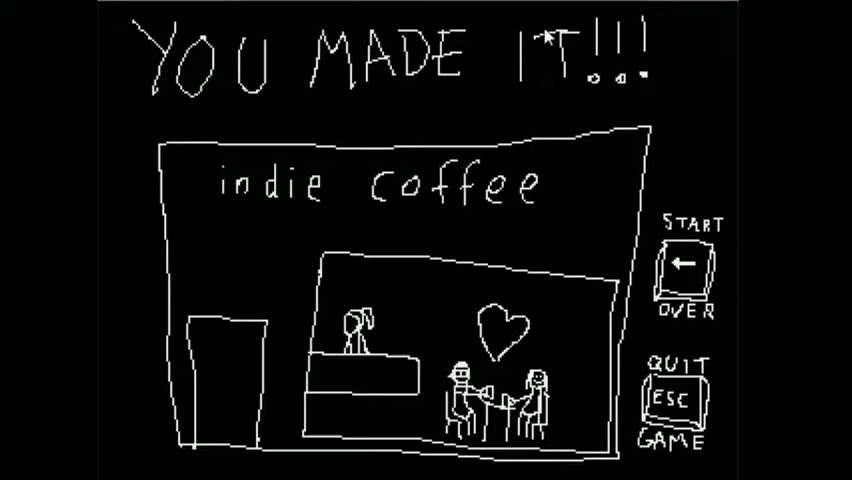 YOU MADE IT!!!
indie coffee
START
←
OVER
QUIT
ESC
GAME